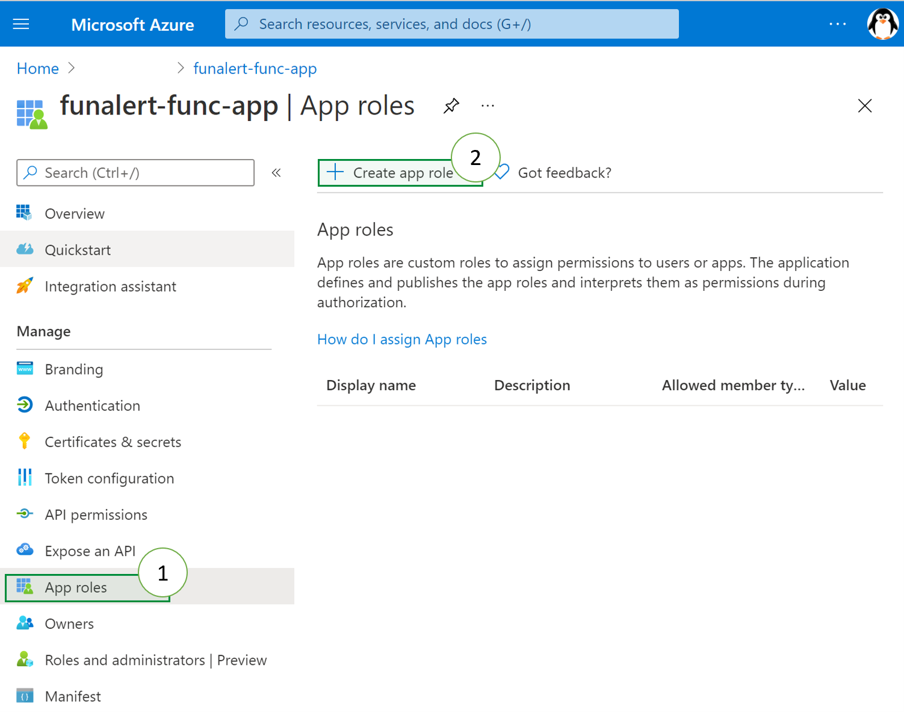 Microsoft Azure
Search resources, services, and docs (G+/)
...
Home > > funalert-func-app
funalert-func-app | App roles
...
Search (Ctrl+/)
«
Overview
Quickstart
Integration assistant
Manage
Branding
Authentication
Certificates & secrets
Token configuration
API permissions
Expose an API
1
App roles
Owners
Roles and administrators | Preview
Manifest
2
+ Create app role
Got feedback?
App roles
App roles are custom roles to assign permissions to users or apps. The application
defines and publishes the app roles and interprets them as permissions during
authorization.
How do I assign App roles
Display name Description Allowed member ty... Value